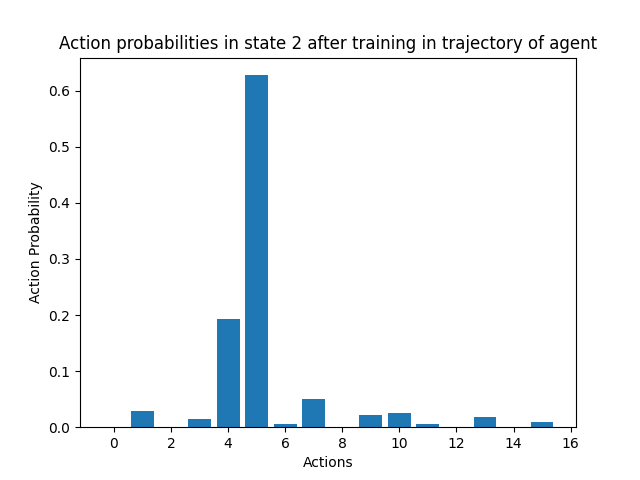 Action probabilities in state 2 after training in trajectory of agent
Action Probability
0.6
0.5
0.4
0.3
0.2
0.1
0.0
0 2 4 6 8 10 12 14 16
Actions